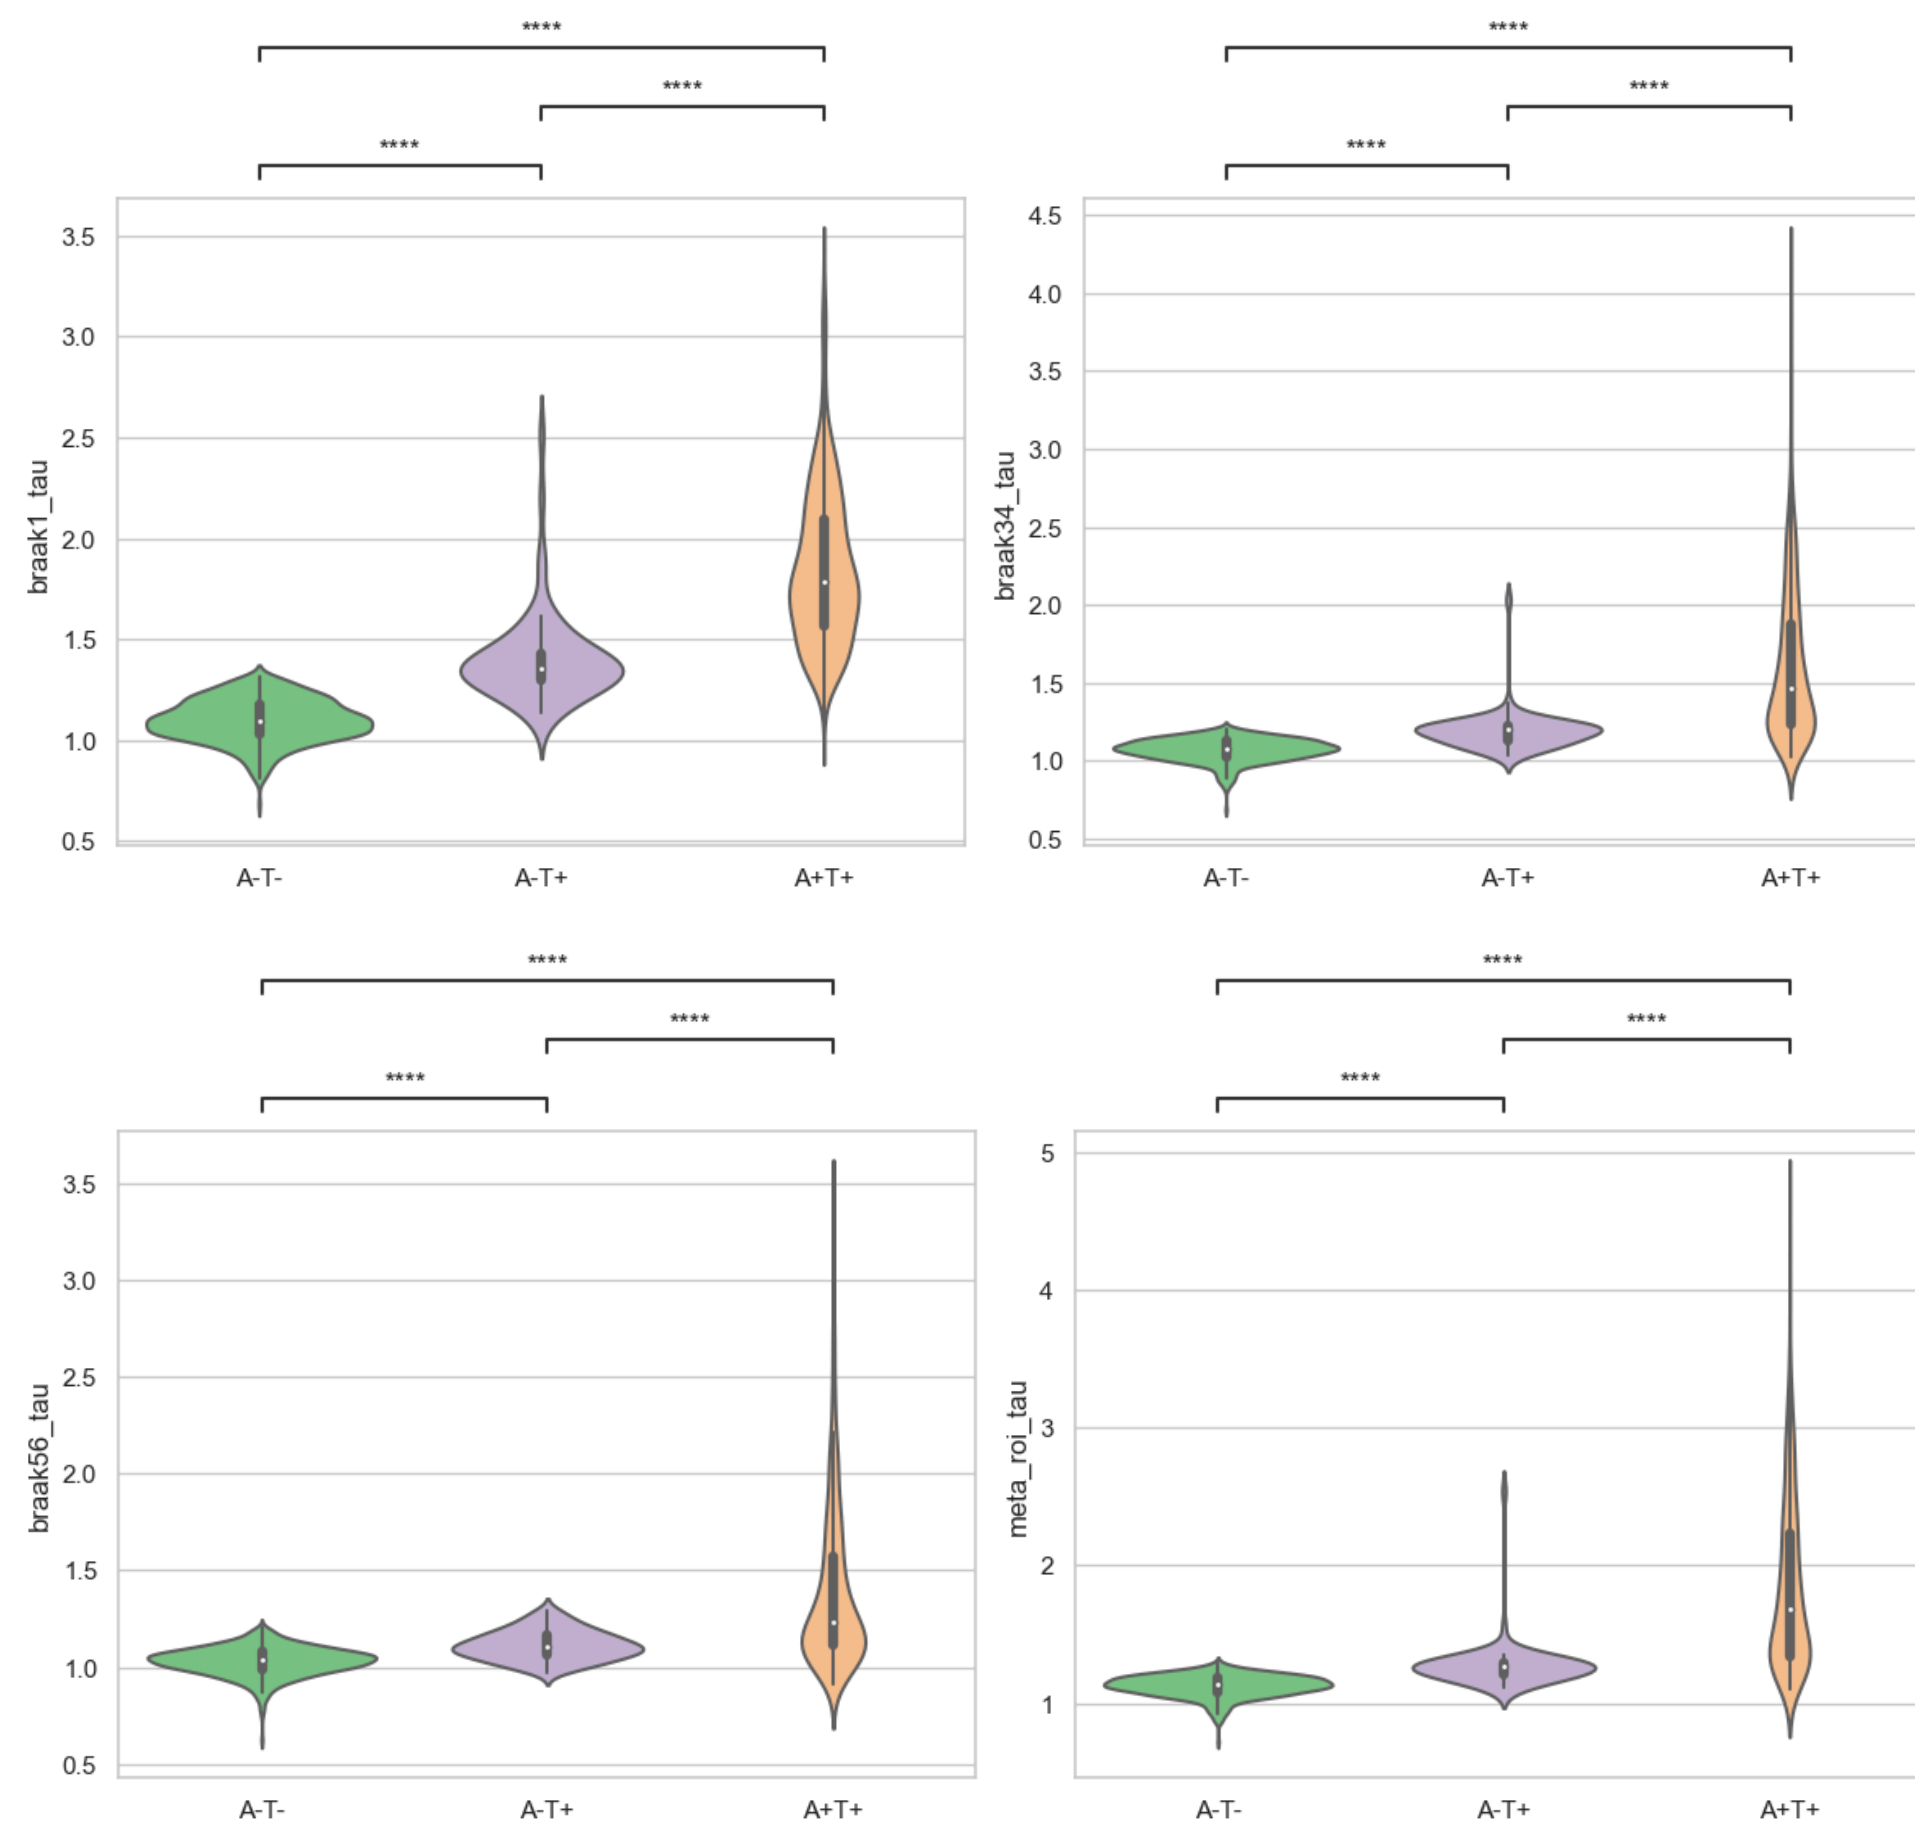 ****
****
****
3.5
3.0
2.5
2.0
1.5
1.0
0.5
braak1_tau
A-T-
A-T+
A+T+
****
****
****
4.5
4.0
3.5
3.0
2.5
2.0
1.5
1.0
0.5
braak34_tau
A-T-
A-T+
A+T+
****
****
****
3.5
3.0
2.5
2.0
1.5
1.0
0.5
braak56_tau
A-T-
A-T+
A+T+
****
****
****
5
4
3
2
1
meta_roi_tau
A-T-
A-T+
A+T+